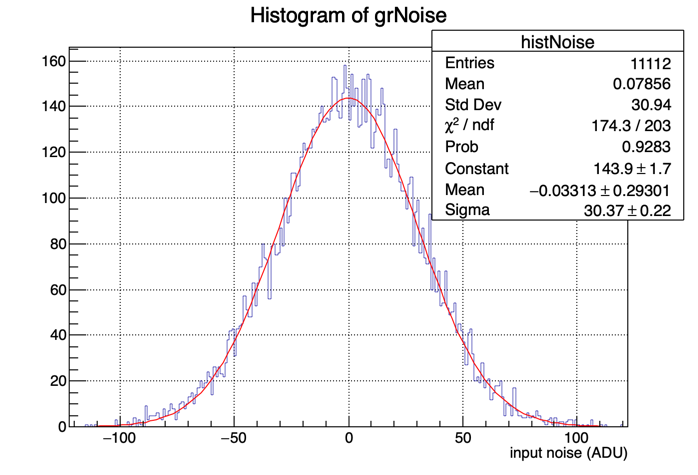 Histogram of grNoise
histNoise
Entries 11112
Mean 0.07856
Std Dev 30.94
χ² / ndf 174.3 / 203
Prob 0.9283
Constant 143.9 ± 1.7
Mean −0.03313 ± 0.29301
Sigma 30.37 ± 0.22
160
140
120
100
80
60
40
20
0
−100 −50 0 50 100
input noise (ADU)